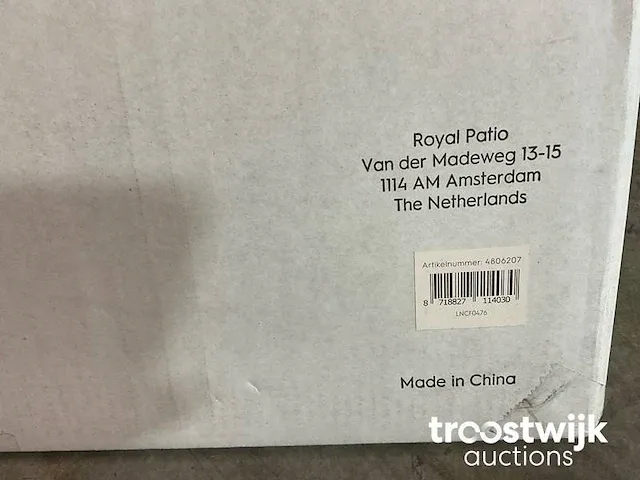 Royal Patio
Van der Madeweg 13-15
1114 AM Amsterdam
The Netherlands
Artikelnummer: 4806207
8 718827 114030
LNCF0476
Made in China
troostwijk
auctions